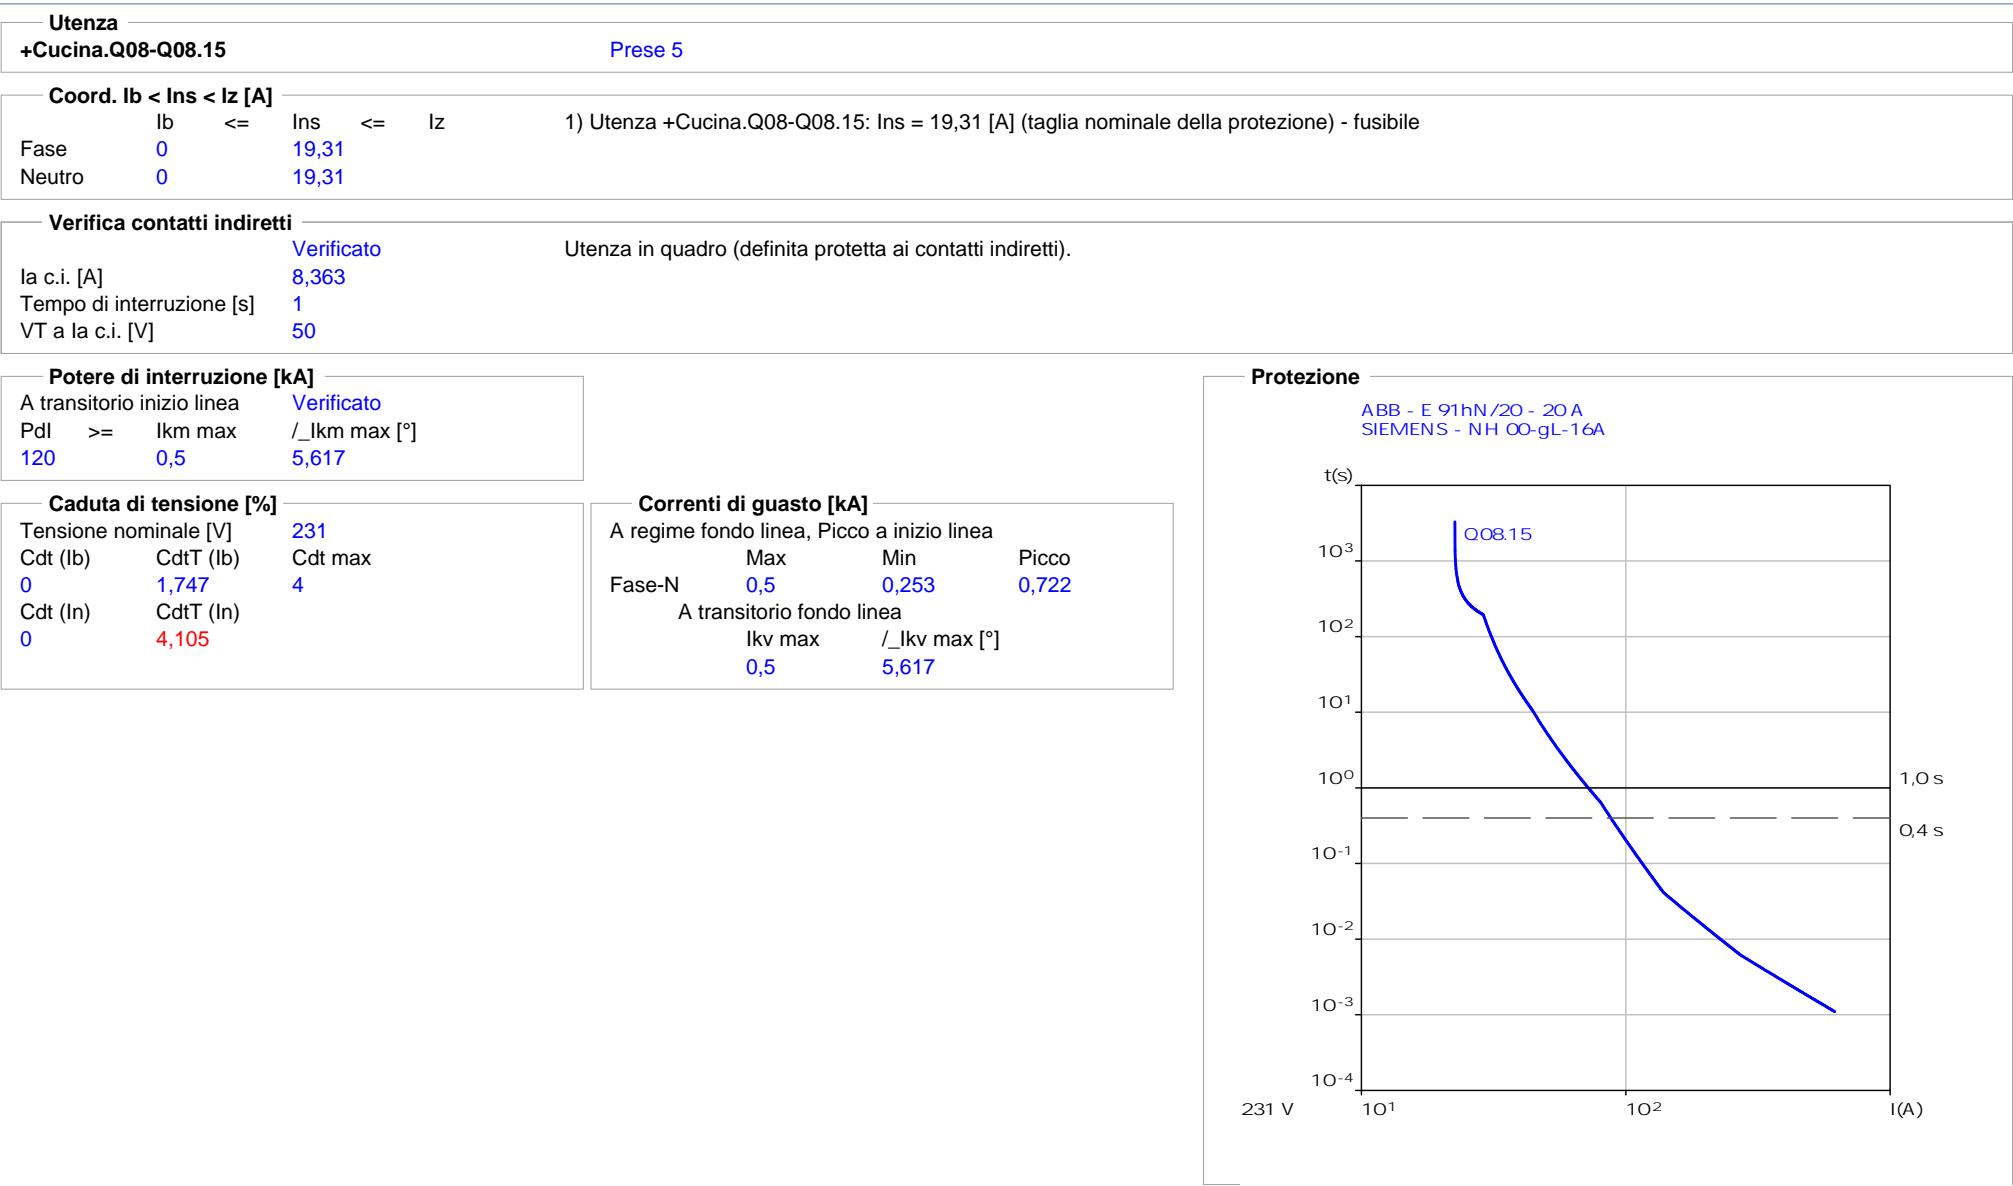 Utenza
+Cucina.Q08-Q08.15 Prese 5
Coord. Ib < Ins < Iz [A]
Ib <= Ins <= Iz 1) Utenza +Cucina.Q08-Q08.15: Ins = 19,31 [A] (taglia nominale della protezione) - fusibile
Fase 0 19,31
Neutro 0 19,31
Verifica contatti indiretti
Verificato Utenza in quadro (definita protetta ai contatti indiretti).
Ia c.i. [A] 8,363
Tempo di interruzione [s] 1
VT a Ia c.i. [V] 50
Potere di interruzione [kA]
A transitorio inizio linea Verificato
PdI >= Ikm max /_Ikm max [°]
120 0,5 5,617
Caduta di tensione [%]
Tensione nominale [V] 231
Cdt (Ib) CdtT (Ib) Cdt max
0 1,747 4
Cdt (In) CdtT (In)
0 4,105
Correnti di guasto [kA]
A regime fondo linea, Picco a inizio linea
Max Min Picco
Fase-N 0,5 0,253 0,722
A transitorio fondo linea
Ikv max /_Ikv max [°]
0,5 5,617
Protezione
ABB - E 91hN/20 - 20 A
SIEMENS - NH 00-gL-16A
t(s)
Q08.15
10³
10²
10¹
10⁰ 1,0 s
0,4 s
10⁻¹
10⁻²
10⁻³
10⁻⁴
231 V 10¹ 10² I(A)